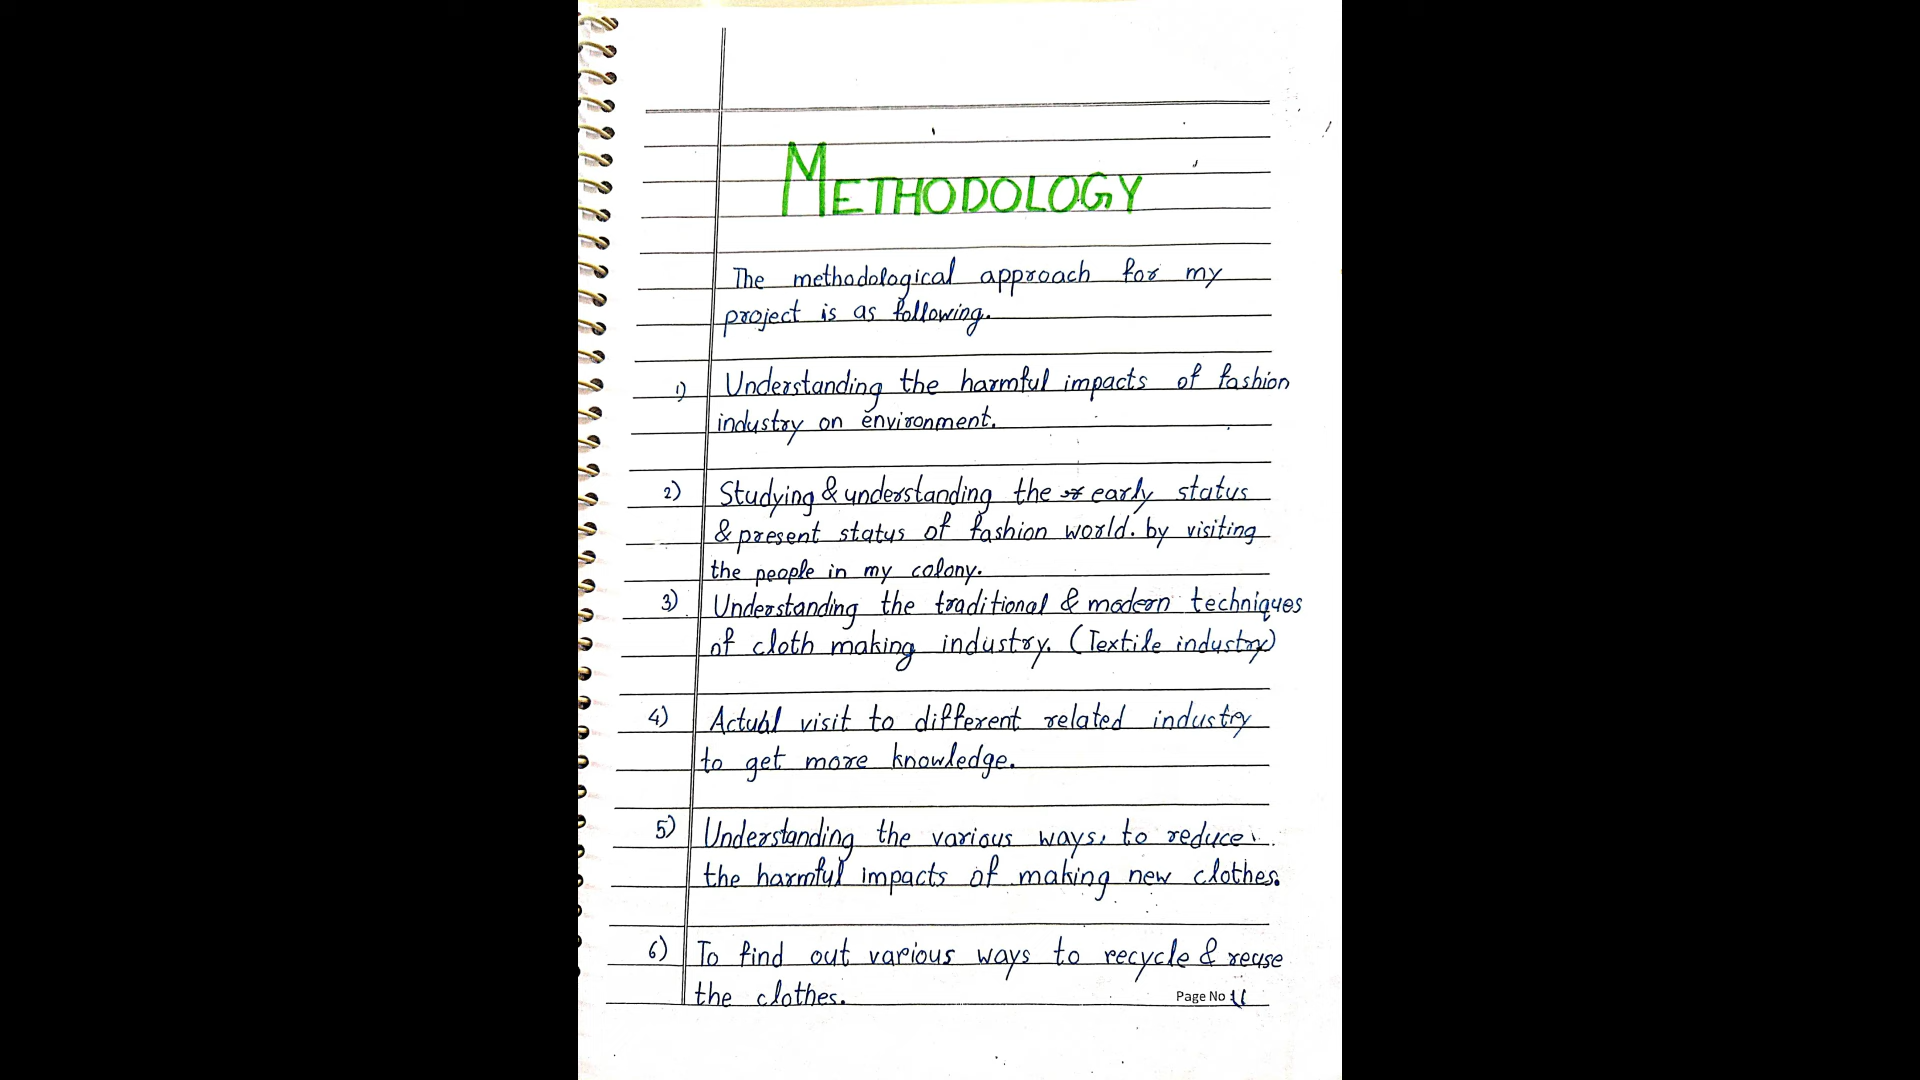 METHODOLOGY
The methodological approach for my
project is as following.
1) Understanding the harmful impacts of fashion
industry on environment.
2) Studying & understanding the early status
& present status of fashion world. by visiting
the people in my colony.
3) Understanding the traditional & modern techniques
of cloth making industry. (Textile industry)
4) Actual visit to different related industry
to get more knowledge.
5) Understanding the various ways, to reduce
the harmful impacts of making new clothes.
6) To find out various ways to recycle & reuse
the clothes.
Page No 11